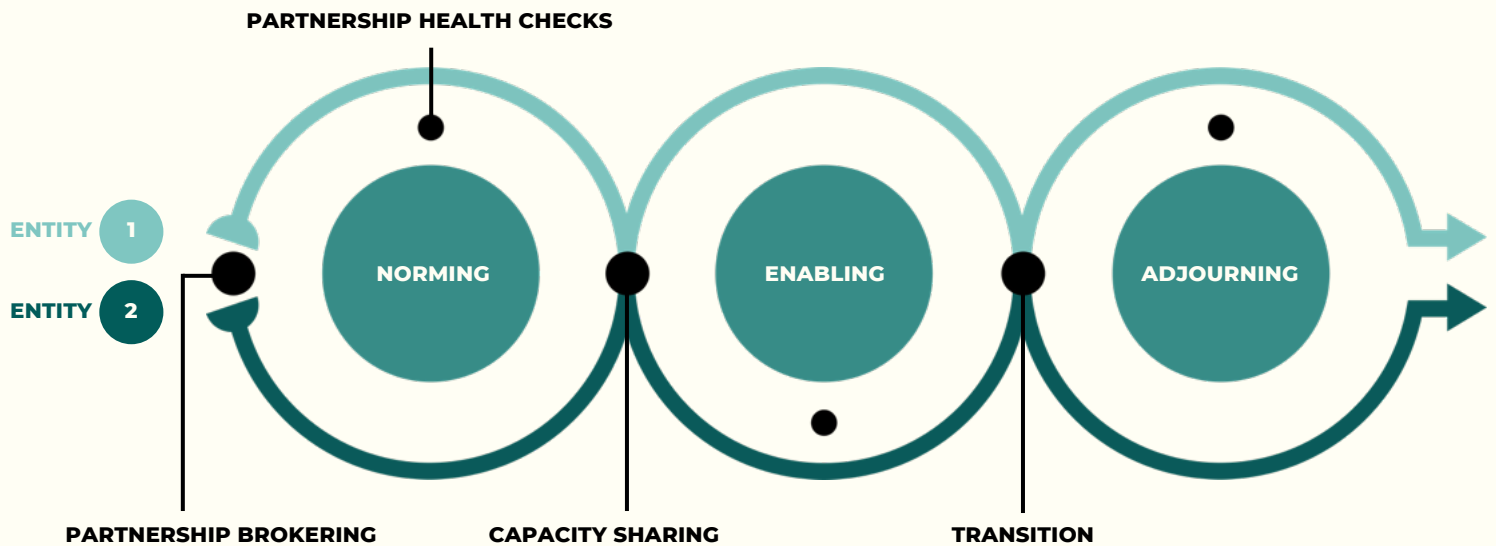 PARTNERSHIP HEALTH CHECKS
ENTITY 1
ENTITY 2
NORMING
ENABLING
ADJOURNING
PARTNERSHIP BROKERING
CAPACITY SHARING
TRANSITION